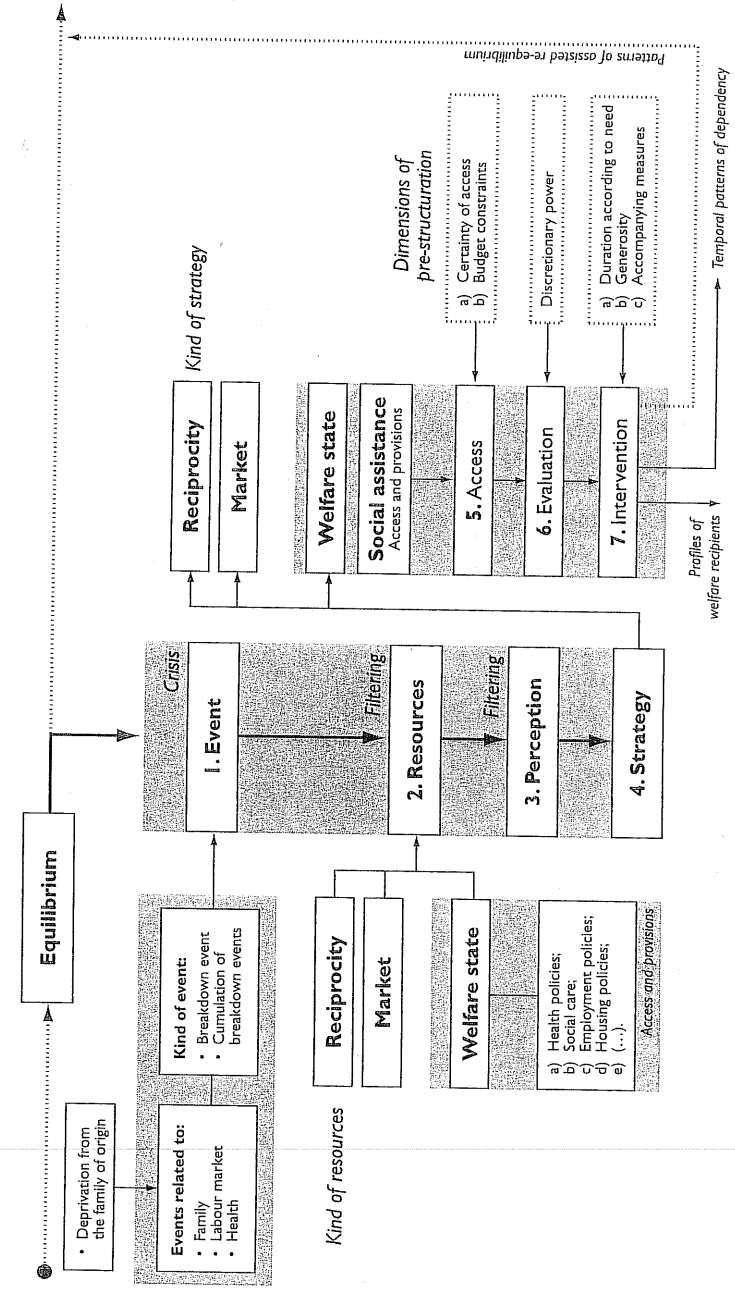 Equilibrium
• Deprivation from
the family of origin
Events related to:
• Family
• Labour market
• Health
Kind of event:
• Breakdown event
• Cumulation of
breakdown events
Crisis
1. Event
Filtering
2. Resources
Filtering
3. Perception
4. Strategy
Kind of resources
Reciprocity
Market
Welfare state
a) Health policies;
b) Social care;
c) Employment policies;
d) Housing policies;
e) (...).
Access and provisions
Kind of strategy
Reciprocity
Market
Welfare state
Social assistance
Access and provisions
5. Access
6. Evaluation
7. Intervention
Dimensions of
pre-structuration
a) Certainty of access
b) Budget constraints
Discretionary power
a) Duration according to need
b) Generosity
c) Accompanying measures
Patterns of assisted re-equilibrium
Profiles of
welfare recipients
Temporal patterns of dependency